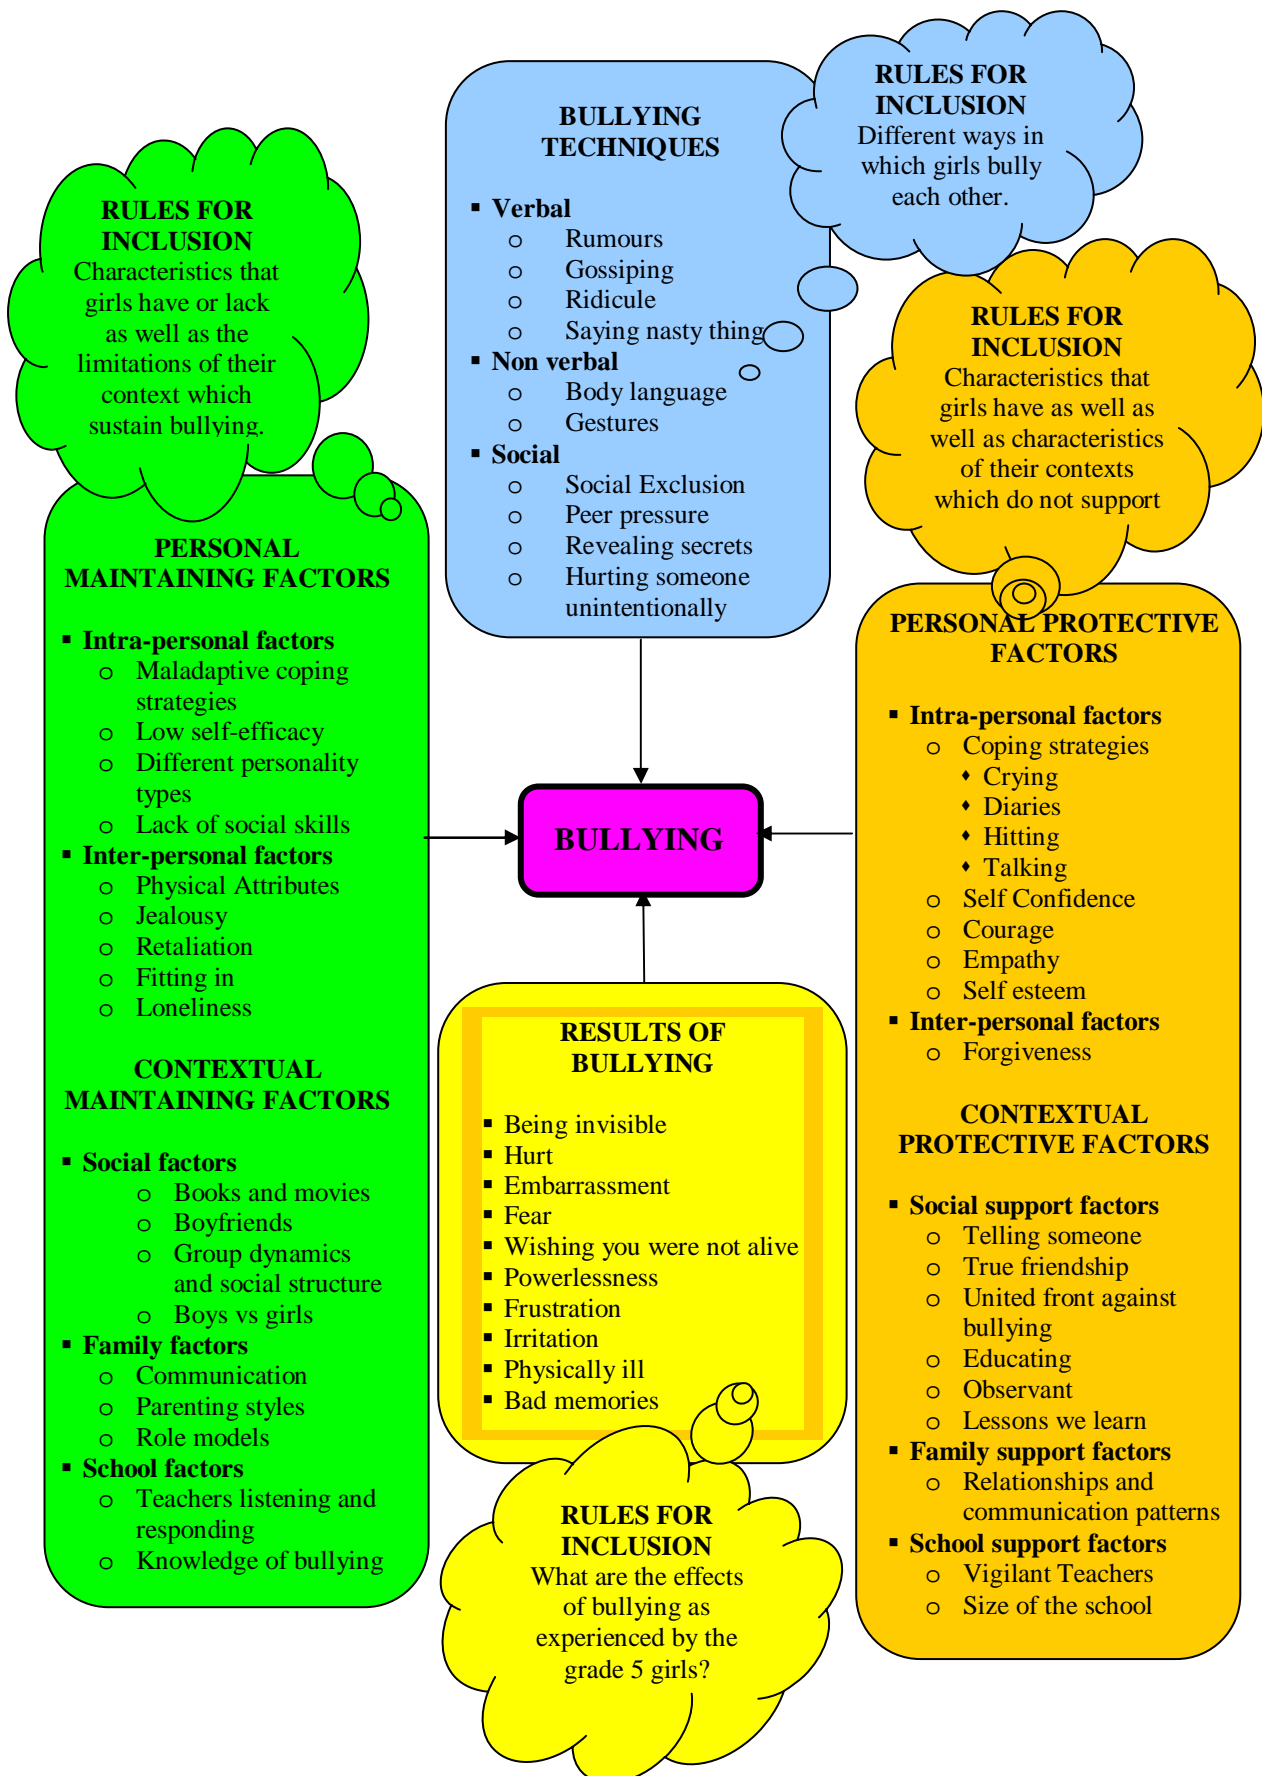 RULES FOR
INCLUSION
Different ways in
which girls bully
each other.
BULLYING
TECHNIQUES
▪ Verbal
o Rumours
o Gossiping
o Ridicule
o Saying nasty thing
▪ Non verbal
o Body language
o Gestures
▪ Social
o Social Exclusion
o Peer pressure
o Revealing secrets
o Hurting someone
unintentionally
RULES FOR
INCLUSION
Characteristics that
girls have or lack
as well as the
limitations of their
context which
sustain bullying.
PERSONAL
MAINTAINING FACTORS
▪ Intra-personal factors
o Maladaptive coping
strategies
o Low self-efficacy
o Different personality
types
o Lack of social skills
▪ Inter-personal factors
o Physical Attributes
o Jealousy
o Retaliation
o Fitting in
o Loneliness
CONTEXTUAL
MAINTAINING FACTORS
▪ Social factors
o Books and movies
o Boyfriends
o Group dynamics
and social structure
o Boys vs girls
▪ Family factors
o Communication
o Parenting styles
o Role models
▪ School factors
o Teachers listening and
responding
o Knowledge of bullying
BULLYING
RULES FOR
INCLUSION
Characteristics that
girls have as well as
well as characteristics
of their contexts
which do not support
PERSONAL PROTECTIVE
FACTORS
▪ Intra-personal factors
o Coping strategies
♦ Crying
♦ Diaries
♦ Hitting
♦ Talking
o Self Confidence
o Courage
o Empathy
o Self esteem
▪ Inter-personal factors
o Forgiveness
CONTEXTUAL
PROTECTIVE FACTORS
▪ Social support factors
o Telling someone
o True friendship
o United front against
bullying
o Educating
o Observant
o Lessons we learn
▪ Family support factors
o Relationships and
communication patterns
▪ School support factors
o Vigilant Teachers
o Size of the school
RESULTS OF
BULLYING
▪ Being invisible
▪ Hurt
▪ Embarrassment
▪ Fear
▪ Wishing you were not alive
▪ Powerlessness
▪ Frustration
▪ Irritation
▪ Physically ill
▪ Bad memories
RULES FOR
INCLUSION
What are the effects
of bullying as
experienced by the
grade 5 girls?